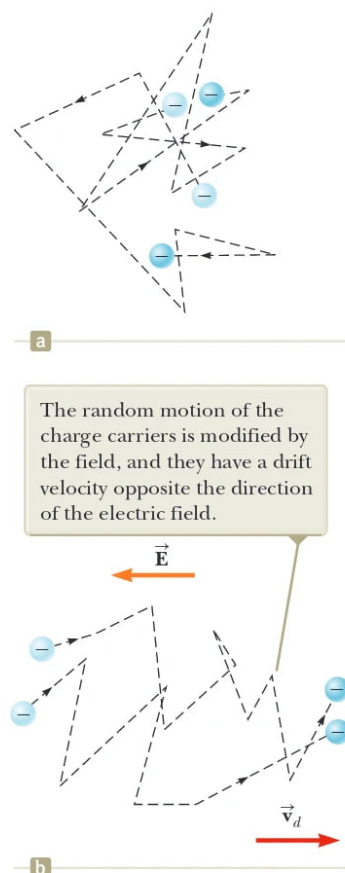 a
The random motion of the
charge carriers is modified by
the field, and they have a drift
velocity opposite the direction
of the electric field.
E⃗
v⃗d
b